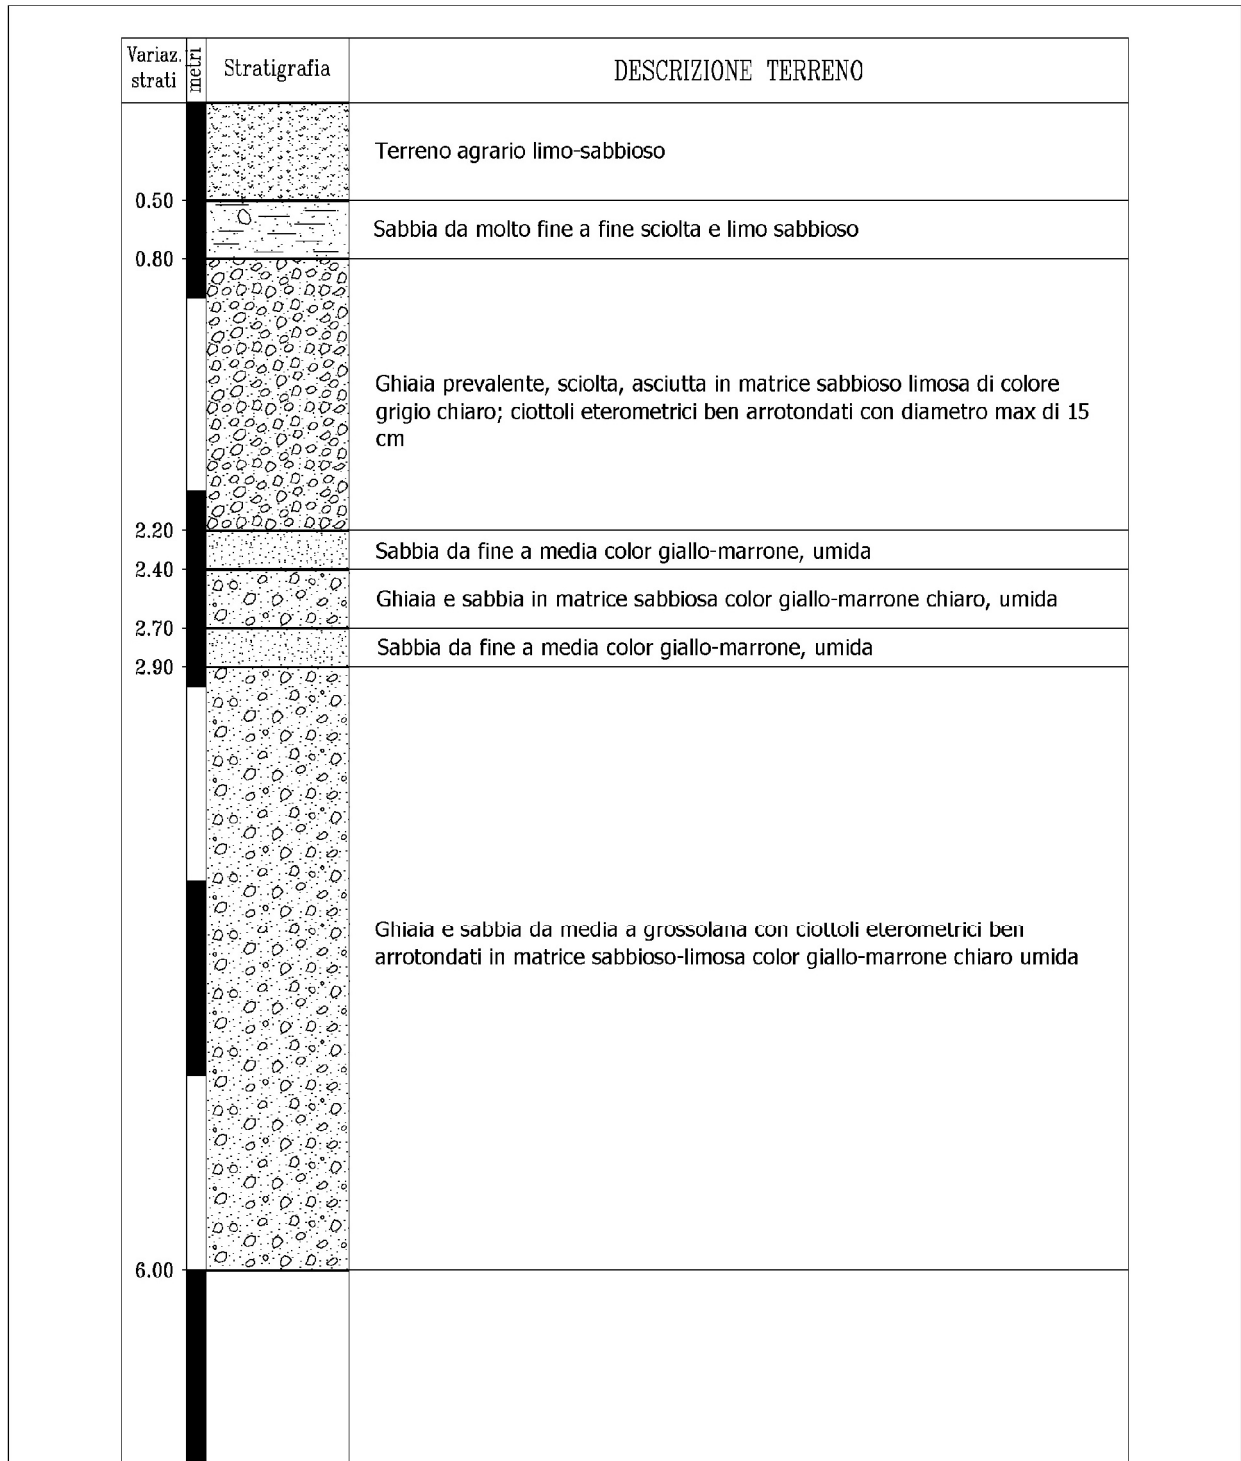 Variaz.
strati
metri
Stratigrafia
DESCRIZIONE TERRENO
Terreno agrario limo-sabbioso
0.50
Sabbia da molto fine a fine sciolta e limo sabbioso
0.80
Ghiaia prevalente, sciolta, asciutta in matrice sabbioso limosa di colore
grigio chiaro; ciottoli eterometrici ben arrotondati con diametro max di 15
cm
2.20
Sabbia da fine a media color giallo-marrone, umida
2.40
Ghiaia e sabbia in matrice sabbiosa color giallo-marrone chiaro, umida
2.70
Sabbia da fine a media color giallo-marrone, umida
2.90
Ghiaia e sabbia da media a grossolana con ciottoli eterometrici ben
arrotondati in matrice sabbioso-limosa color giallo-marrone chiaro umida
6.00